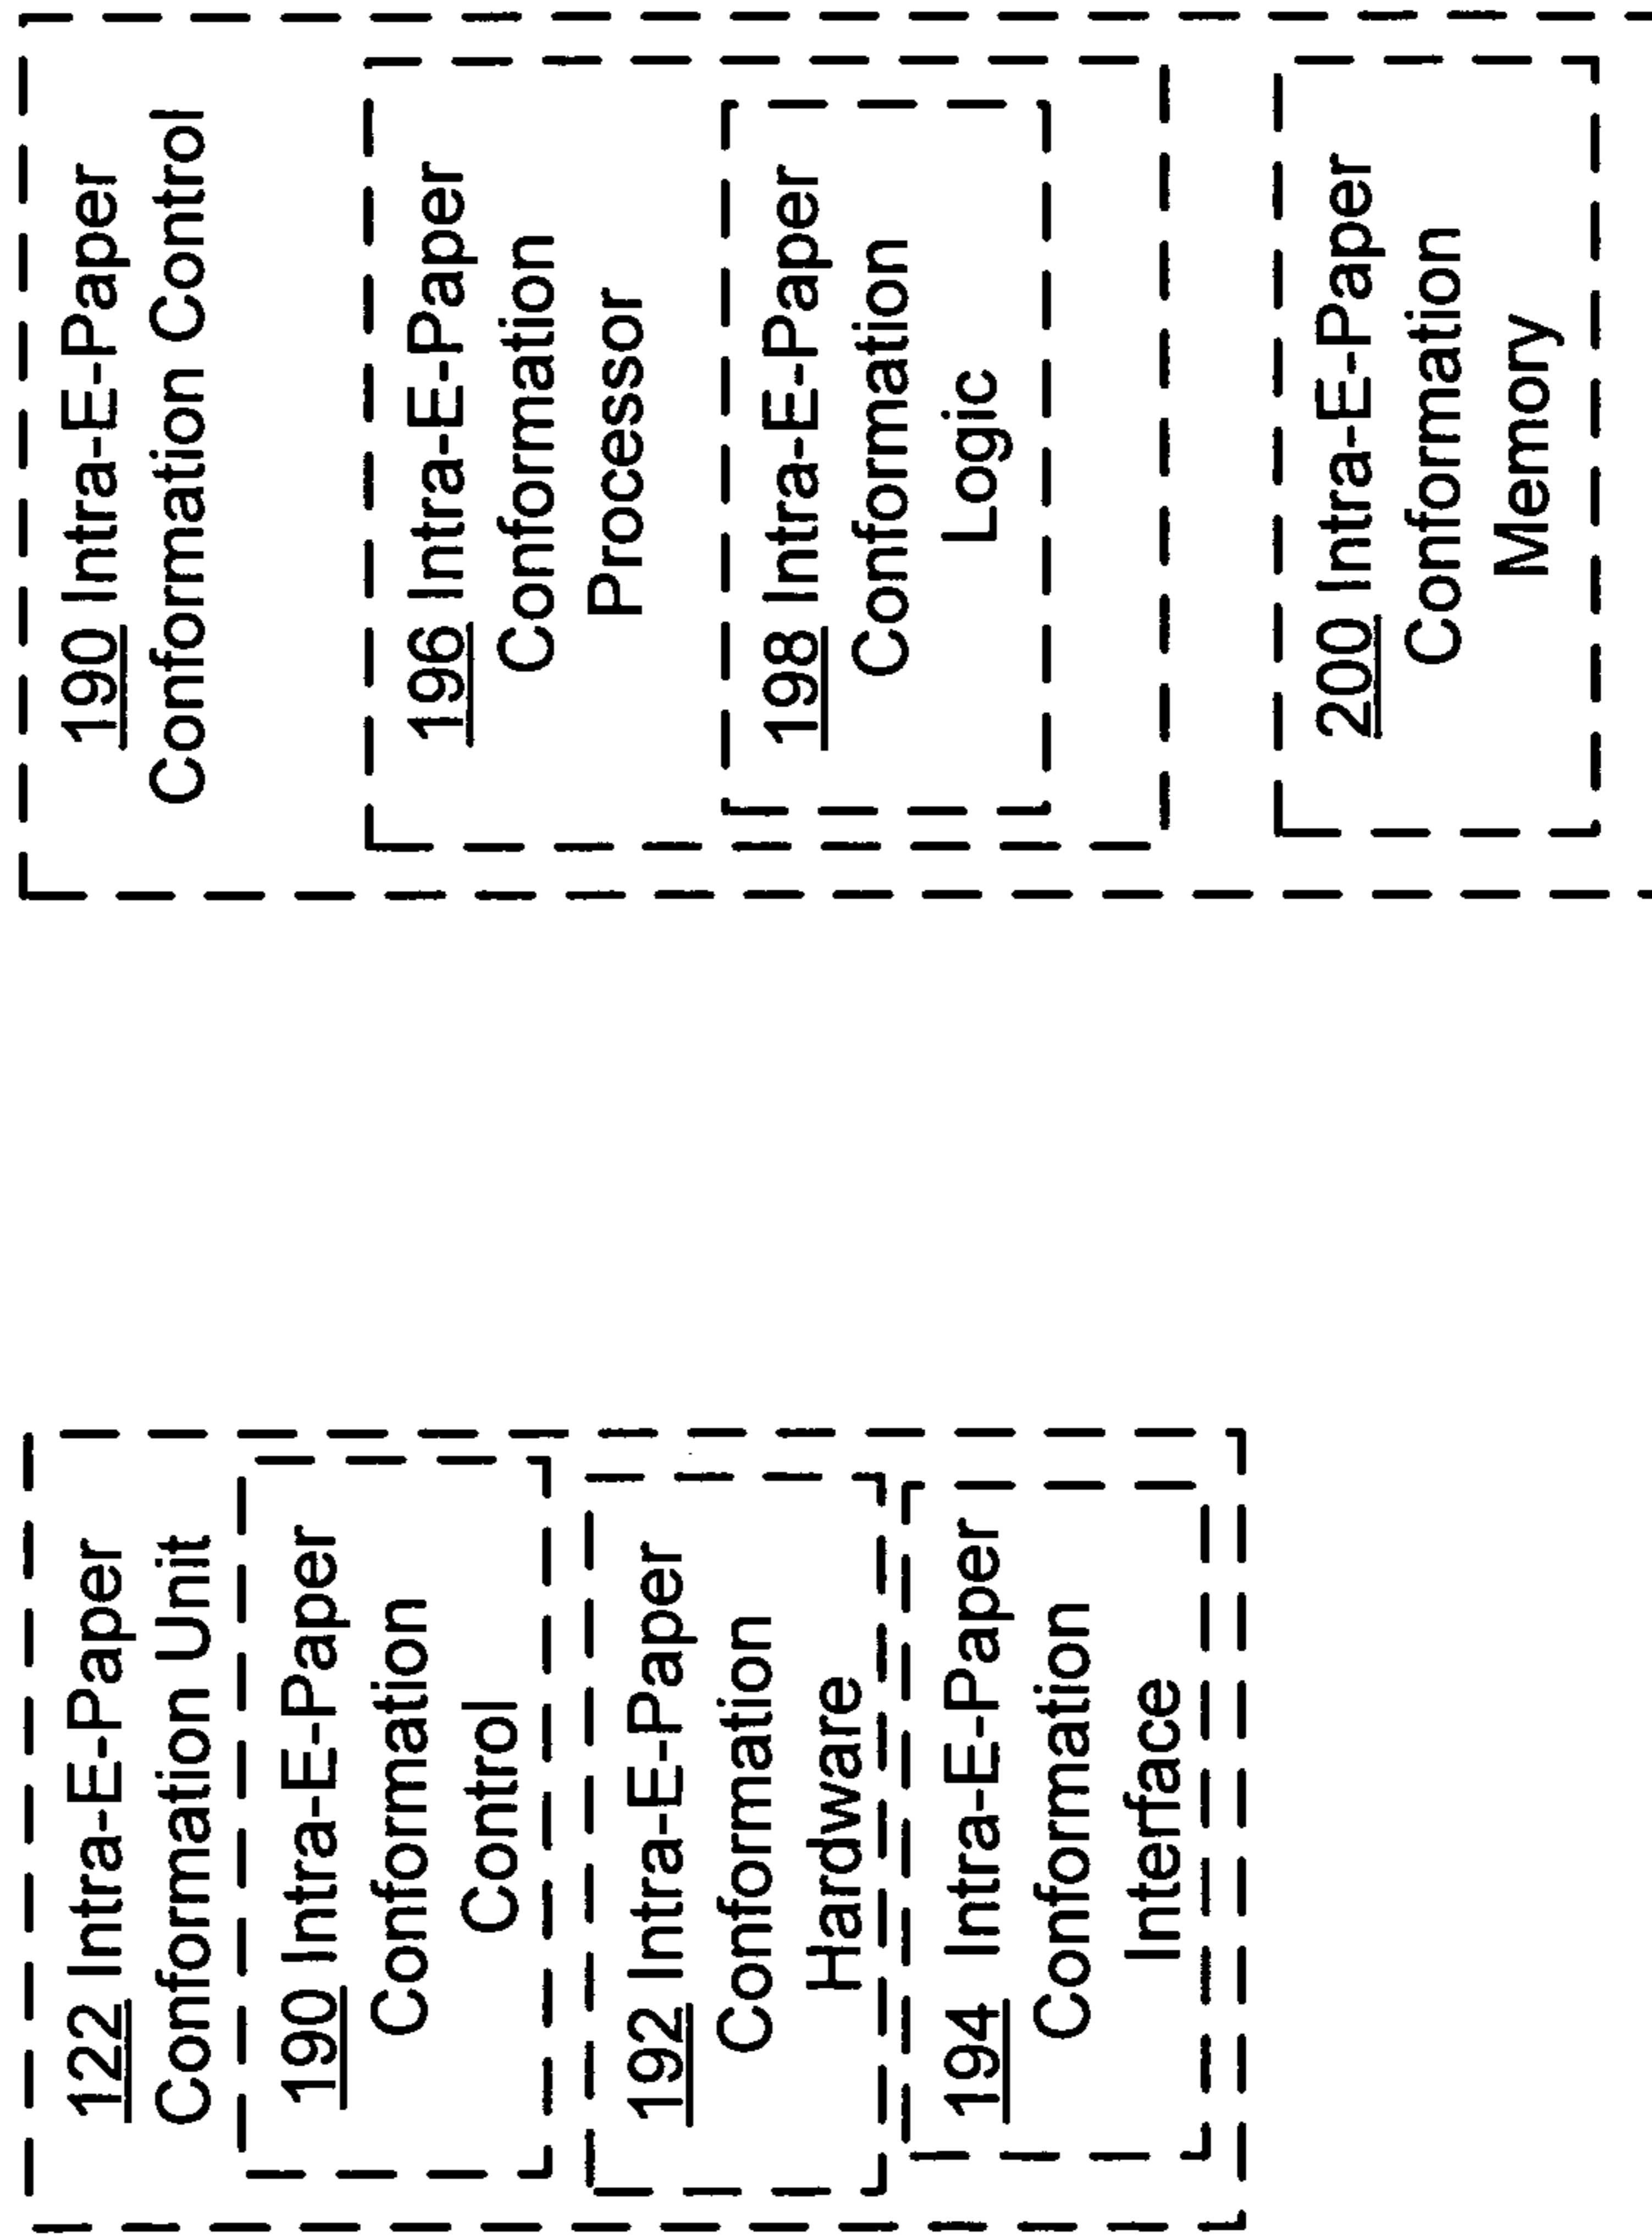 122 Intra-E-Paper
Conformation Unit
190 Intra-E-Paper
Conformation
Control
192 Intra-E-Paper
Conformation
Hardware
194 Intra-E-Paper
Conformation
Interface
190 Intra-E-Paper
Conformation Control
196 Intra-E-Paper
Conformation
Processor
198 Intra-E-Paper
Conformation
Logic
200 Intra-E-Paper
Conformation
Memory